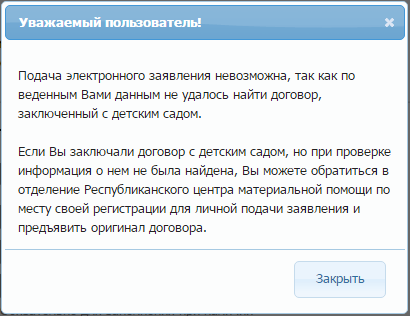 Уважаемый пользователь!
Подача электронного заявления невозможна, так как по
веденным Вами данным не удалось найти договор,
заключенный с детским садом.
Если Вы заключали договор с детским садом, но при проверке
информация о нем не была найдена, Вы можете обратиться в
отделение Республиканского центра материальной помощи по
месту своей регистрации для личной подачи заявления и
предъявить оригинал договора.
Закрыть